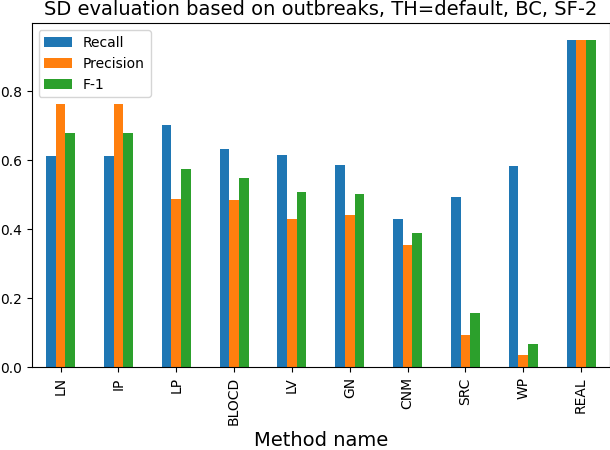 SD evaluation based on outbreaks, TH=default, BC, SF-2
Recall
Precision
F-1
0.8
0.6
0.4
0.2
0.0
LN
IP
LP
BLOCD
LV
GN
CNM
SRC
WP
REAL
Method name